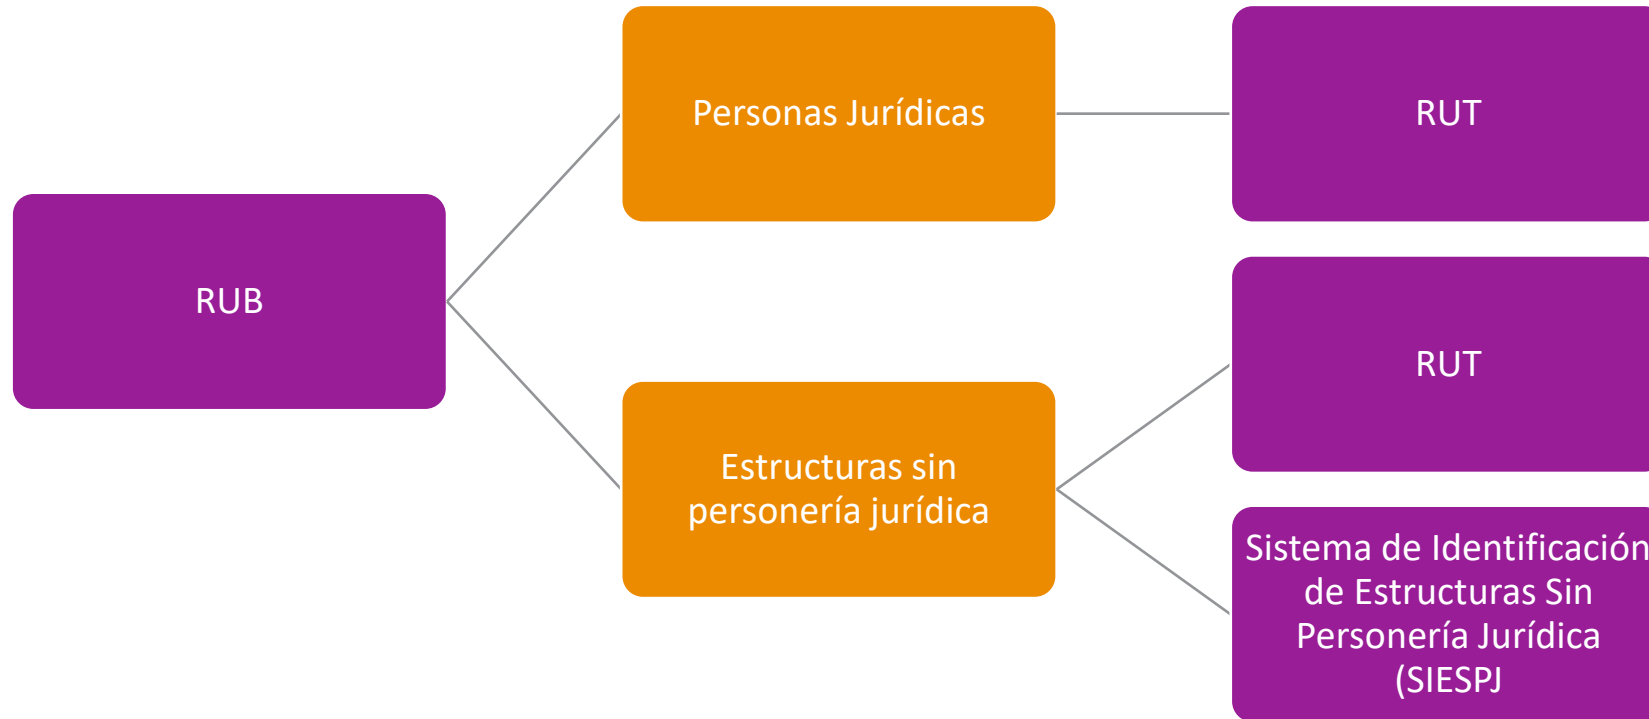 RUB
Personas Jurídicas
RUT
Estructuras sin
personería jurídica
RUT
Sistema de Identificación
de Estructuras Sin
Personería Jurídica
(SIESPJ